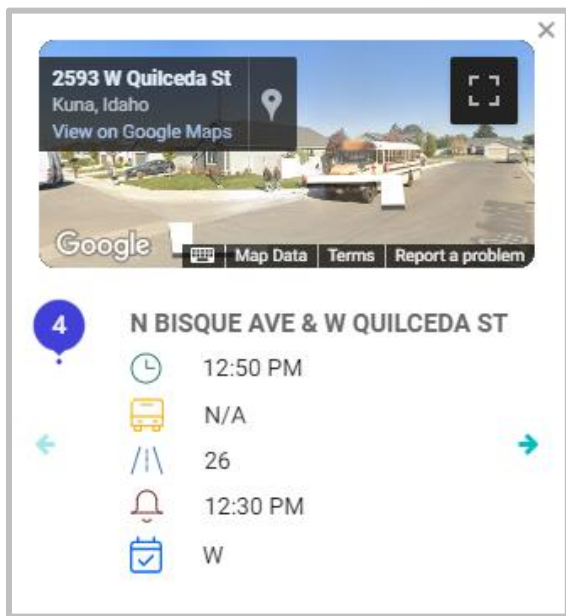 2593 W Quilceda St
Kuna, Idaho
View on Google Maps
Google
Map Data
Terms
Report a problem
4
N BISQUE AVE & W QUILCEDA ST
12:50 PM
N/A
26
12:30 PM
W